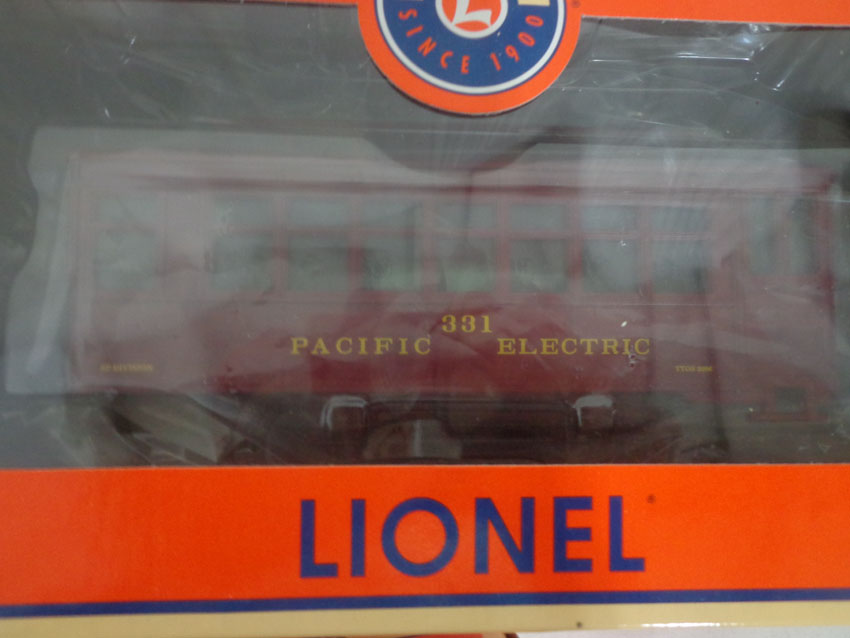 L
SINCE 1900
331
PACIFIC ELECTRIC
LIONEL®